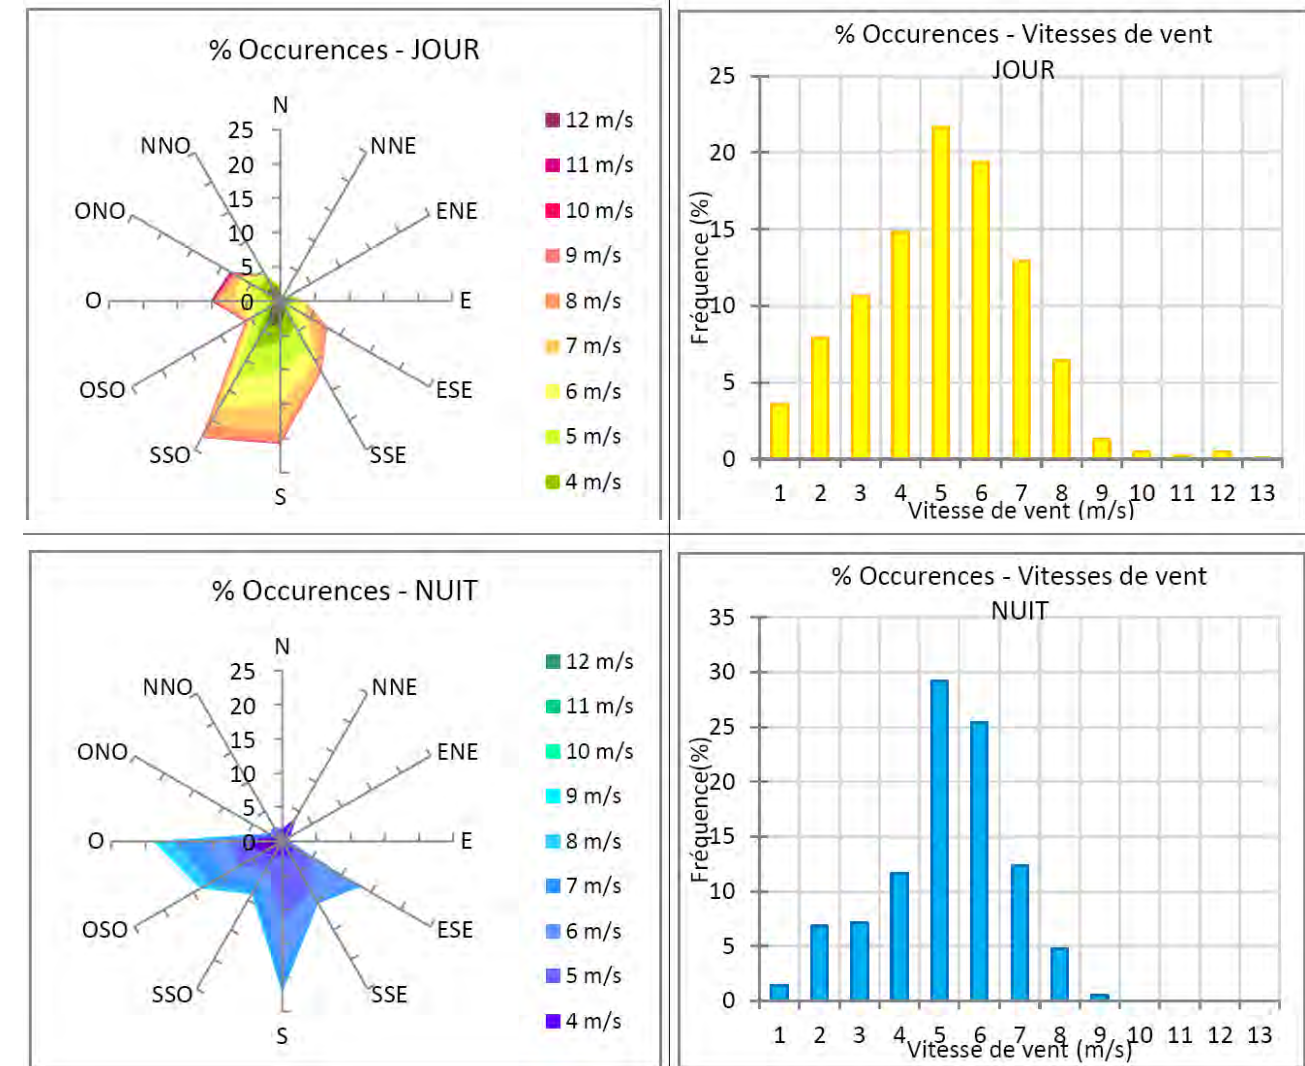 % Occurences - JOUR
N
NNE
ENE
E
ESE
SSE
S
SSO
OSO
O
ONO
NNO
25
20
15
10
5
0
12 m/s
11 m/s
10 m/s
9 m/s
8 m/s
7 m/s
6 m/s
5 m/s
4 m/s
% Occurences - Vitesses de vent
JOUR
Fréquence (%)
25
20
15
10
5
0
1 2 3 4 5 6 7 8 9 10 11 12 13
Vitesse de vent (m/s)
% Occurences - NUIT
N
NNE
ENE
E
ESE
SSE
S
SSO
OSO
O
ONO
NNO
25
20
15
10
5
0
12 m/s
11 m/s
10 m/s
9 m/s
8 m/s
7 m/s
6 m/s
5 m/s
4 m/s
% Occurences - Vitesses de vent
NUIT
Fréquence(%)
35
30
25
20
15
10
5
0
1 2 3 4 5 6 7 8 9 10 11 12 13
Vitesse de vent (m/s)